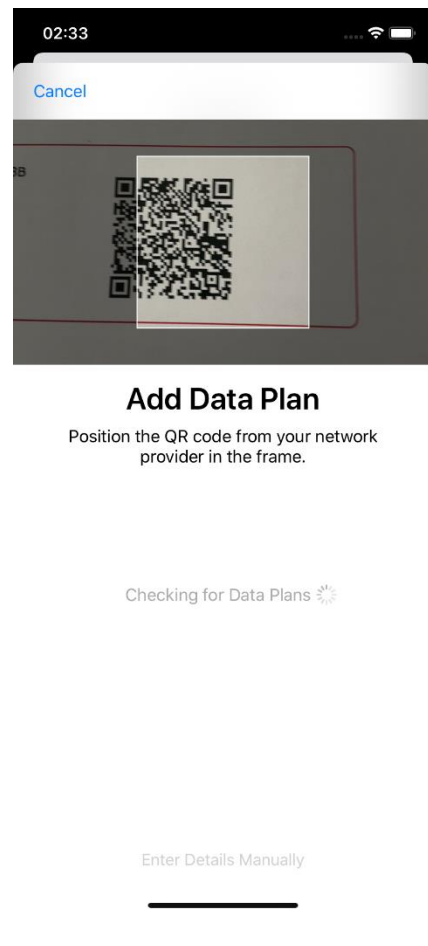 02:33
Cancel
3B
Add Data Plan
Position the QR code from your network
provider in the frame.
Checking for Data Plans
Enter Details Manually